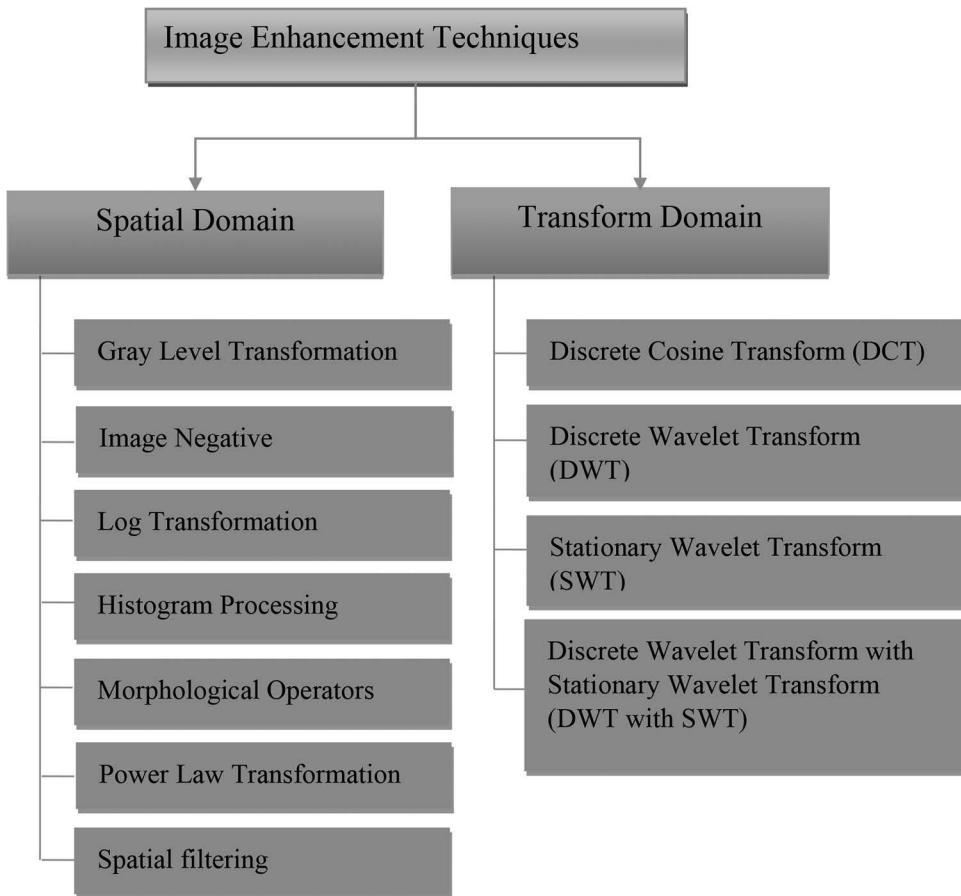 Image Enhancement Techniques
Spatial Domain
Gray Level Transformation
Image Negative
Log Transformation
Histogram Processing
Morphological Operators
Power Law Transformation
Spatial filtering
Transform Domain
Discrete Cosine Transform (DCT)
Discrete Wavelet Transform
(DWT)
Stationary Wavelet Transform
(SWT)
Discrete Wavelet Transform with
Stationary Wavelet Transform
(DWT with SWT)